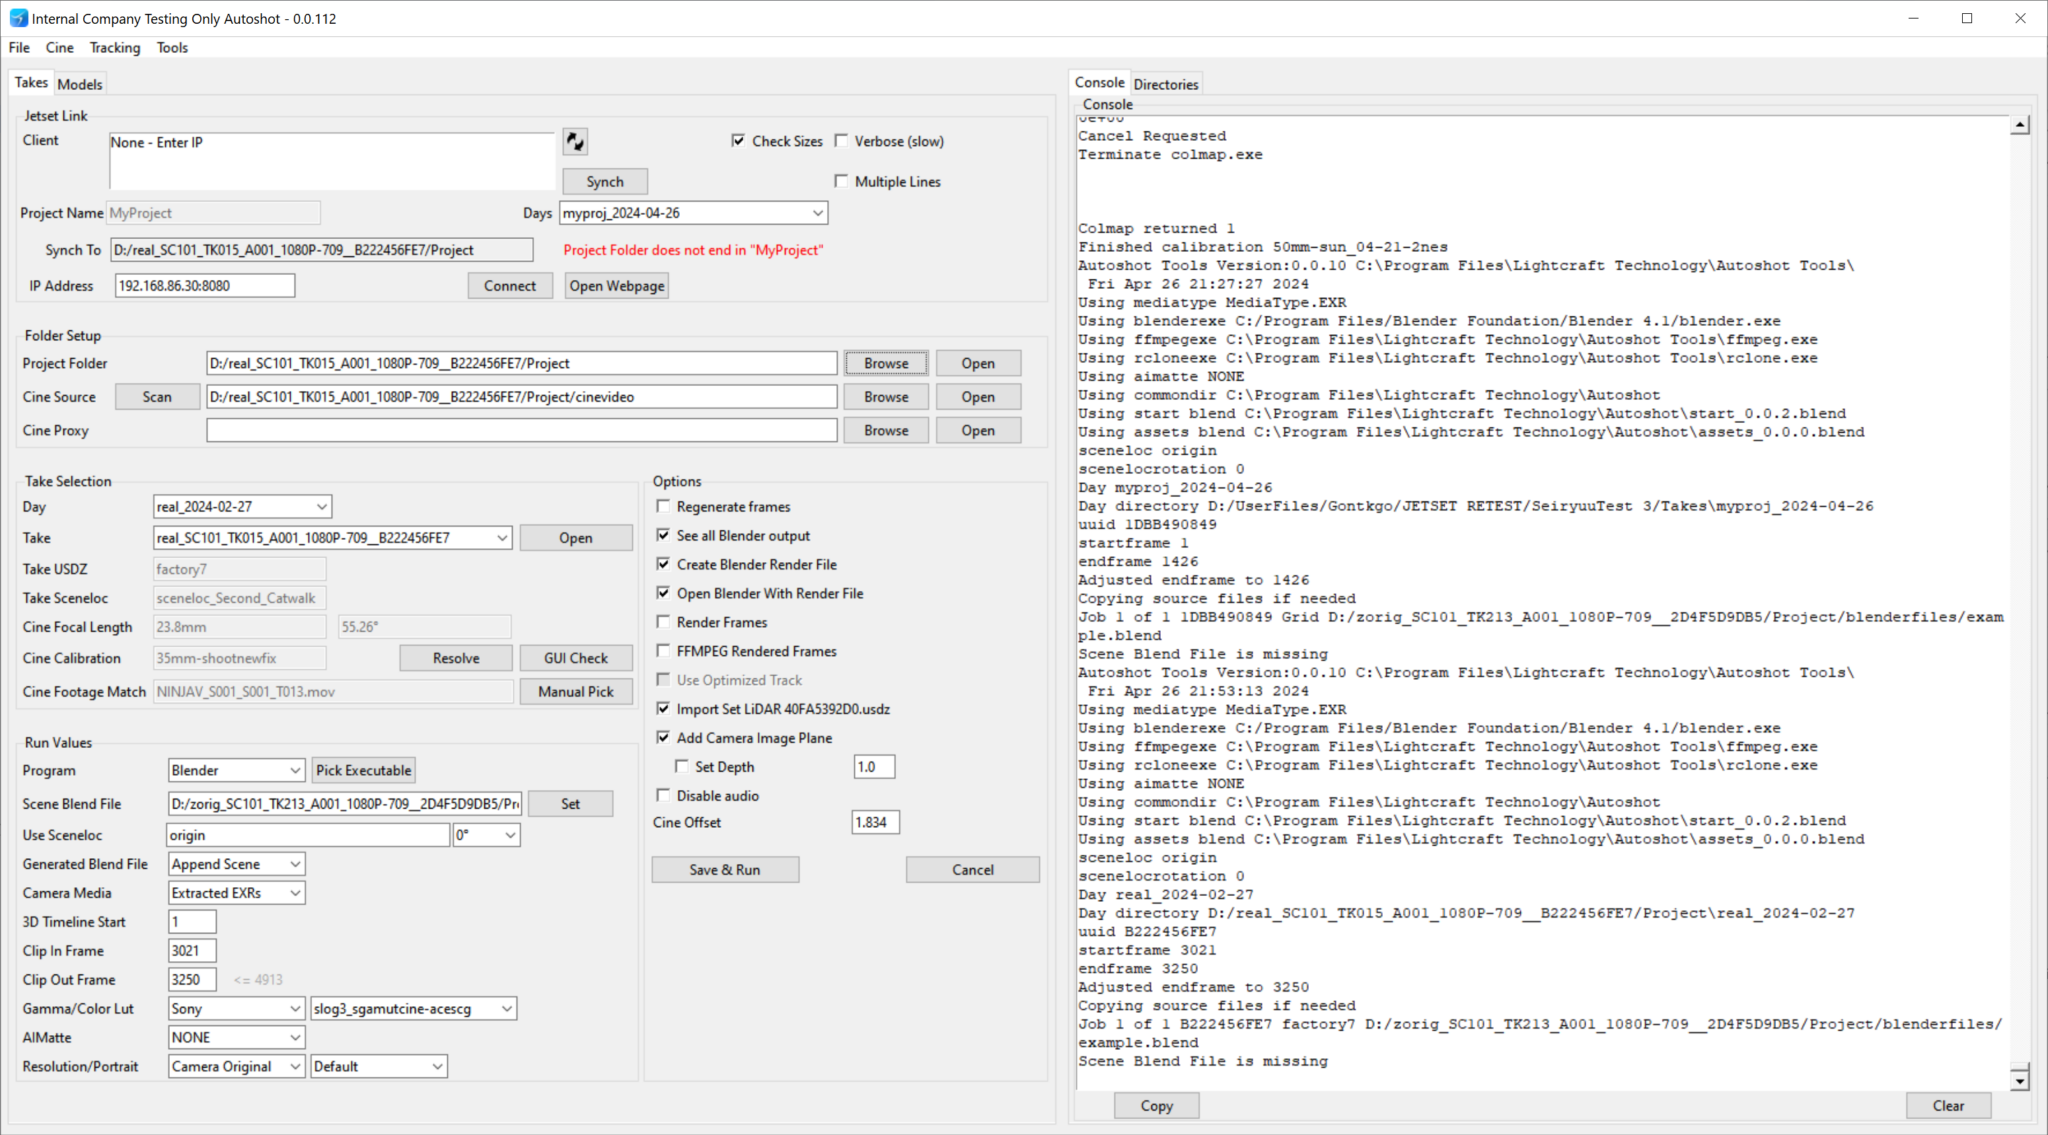 Internal Company Testing Only Autoshot - 0.0.112
File Cine Tracking Tools
Takes Models
Jetset Link
Client None - Enter IP
Check Sizes Verbose (slow)
Synch Multiple Lines
Project Name MyProject Days myproj_2024-04-26
Synch To D:/real_SC101_TK015_A001_1080P-709__B222456FE7/Project Project Folder does not end in "MyProject"
IP Address 192.168.86.30:8080 Connect Open Webpage
Folder Setup
Project Folder D:/real_SC101_TK015_A001_1080P-709__B222456FE7/Project Browse Open
Cine Source Scan D:/real_SC101_TK015_A001_1080P-709__B222456FE7/Project/cinevideo Browse Open
Cine Proxy Browse Open
Take Selection
Day real_2024-02-27
Take real_SC101_TK015_A001_1080P-709__B222456FE7 Open
Take USDZ factory7
Take Sceneloc sceneloc_Second_Catwalk
Cine Focal Length 23.8mm 55.26°
Cine Calibration 35mm-shootnewfix Resolve GUI Check
Cine Footage Match NINJAV_S001_S001_T013.mov Manual Pick
Run Values
Program Blender Pick Executable
Scene Blend File D:/zorig_SC101_TK213_A001_1080P-709__2D4F5D9DB5/Pr Set
Use Sceneloc origin 0°
Generated Blend File Append Scene
Camera Media Extracted EXRs
3D Timeline Start 1
Clip In Frame 3021
Clip Out Frame 3250 <= 4913
Gamma/Color Lut Sony slog3_sgamutcine-acescg
AIMatte NONE
Resolution/Portrait Camera Original Default
Options
Regenerate frames
See all Blender output
Create Blender Render File
Open Blender With Render File
Render Frames
FFMPEG Rendered Frames
Use Optimized Track
Import Set LiDAR 40FA5392D0.usdz
Add Camera Image Plane
Set Depth 1.0
Disable audio
Cine Offset 1.834
Save & Run Cancel
Console Directories
Console
0e+00
Cancel Requested
Terminate colmap.exe
Colmap returned 1
Finished calibration 50mm-sun_04-21-2nes
Autoshot Tools Version:0.0.10 C:\Program Files\Lightcraft Technology\Autoshot Tools\
Fri Apr 26 21:27:27 2024
Using mediatype MediaType.EXR
Using blenderexe C:/Program Files/Blender Foundation/Blender 4.1/blender.exe
Using ffmpegexe C:\Program Files\Lightcraft Technology\Autoshot Tools\ffmpeg.exe
Using rcloneexe C:\Program Files\Lightcraft Technology\Autoshot Tools\rclone.exe
Using aimatte NONE
Using commondir C:\Program Files\Lightcraft Technology\Autoshot
Using start blend C:\Program Files\Lightcraft Technology\Autoshot\start_0.0.2.blend
Using assets blend C:\Program Files\Lightcraft Technology\Autoshot\assets_0.0.0.blend
sceneloc origin
scenelocrotation 0
Day myproj_2024-04-26
Day directory D:/UserFiles/Gontkgo/JETSET RETEST/SeiryuuTest 3/Takes\myproj_2024-04-26
uuid 1DBB490849
startframe 1
endframe 1426
Adjusted endframe to 1426
Copying source files if needed
Job 1 of 1 1DBB490849 Grid D:/zorig_SC101_TK213_A001_1080P-709__2D4F5D9DB5/Project/blenderfiles/exam
ple.blend
Scene Blend File is missing
Autoshot Tools Version:0.0.10 C:\Program Files\Lightcraft Technology\Autoshot Tools\
Fri Apr 26 21:53:13 2024
Using mediatype MediaType.EXR
Using blenderexe C:/Program Files/Blender Foundation/Blender 4.1/blender.exe
Using ffmpegexe C:\Program Files\Lightcraft Technology\Autoshot Tools\ffmpeg.exe
Using rcloneexe C:\Program Files\Lightcraft Technology\Autoshot Tools\rclone.exe
Using aimatte NONE
Using commondir C:\Program Files\Lightcraft Technology\Autoshot
Using start blend C:\Program Files\Lightcraft Technology\Autoshot\start_0.0.2.blend
Using assets blend C:\Program Files\Lightcraft Technology\Autoshot\assets_0.0.0.blend
sceneloc origin
scenelocrotation 0
Day real_2024-02-27
Day directory D:/real_SC101_TK015_A001_1080P-709__B222456FE7/Project\real_2024-02-27
uuid B222456FE7
startframe 3021
endframe 3250
Adjusted endframe to 3250
Copying source files if needed
Job 1 of 1 B222456FE7 factory7 D:/zorig_SC101_TK213_A001_1080P-709__2D4F5D9DB5/Project/blenderfiles/
example.blend
Scene Blend File is missing
Copy Clear